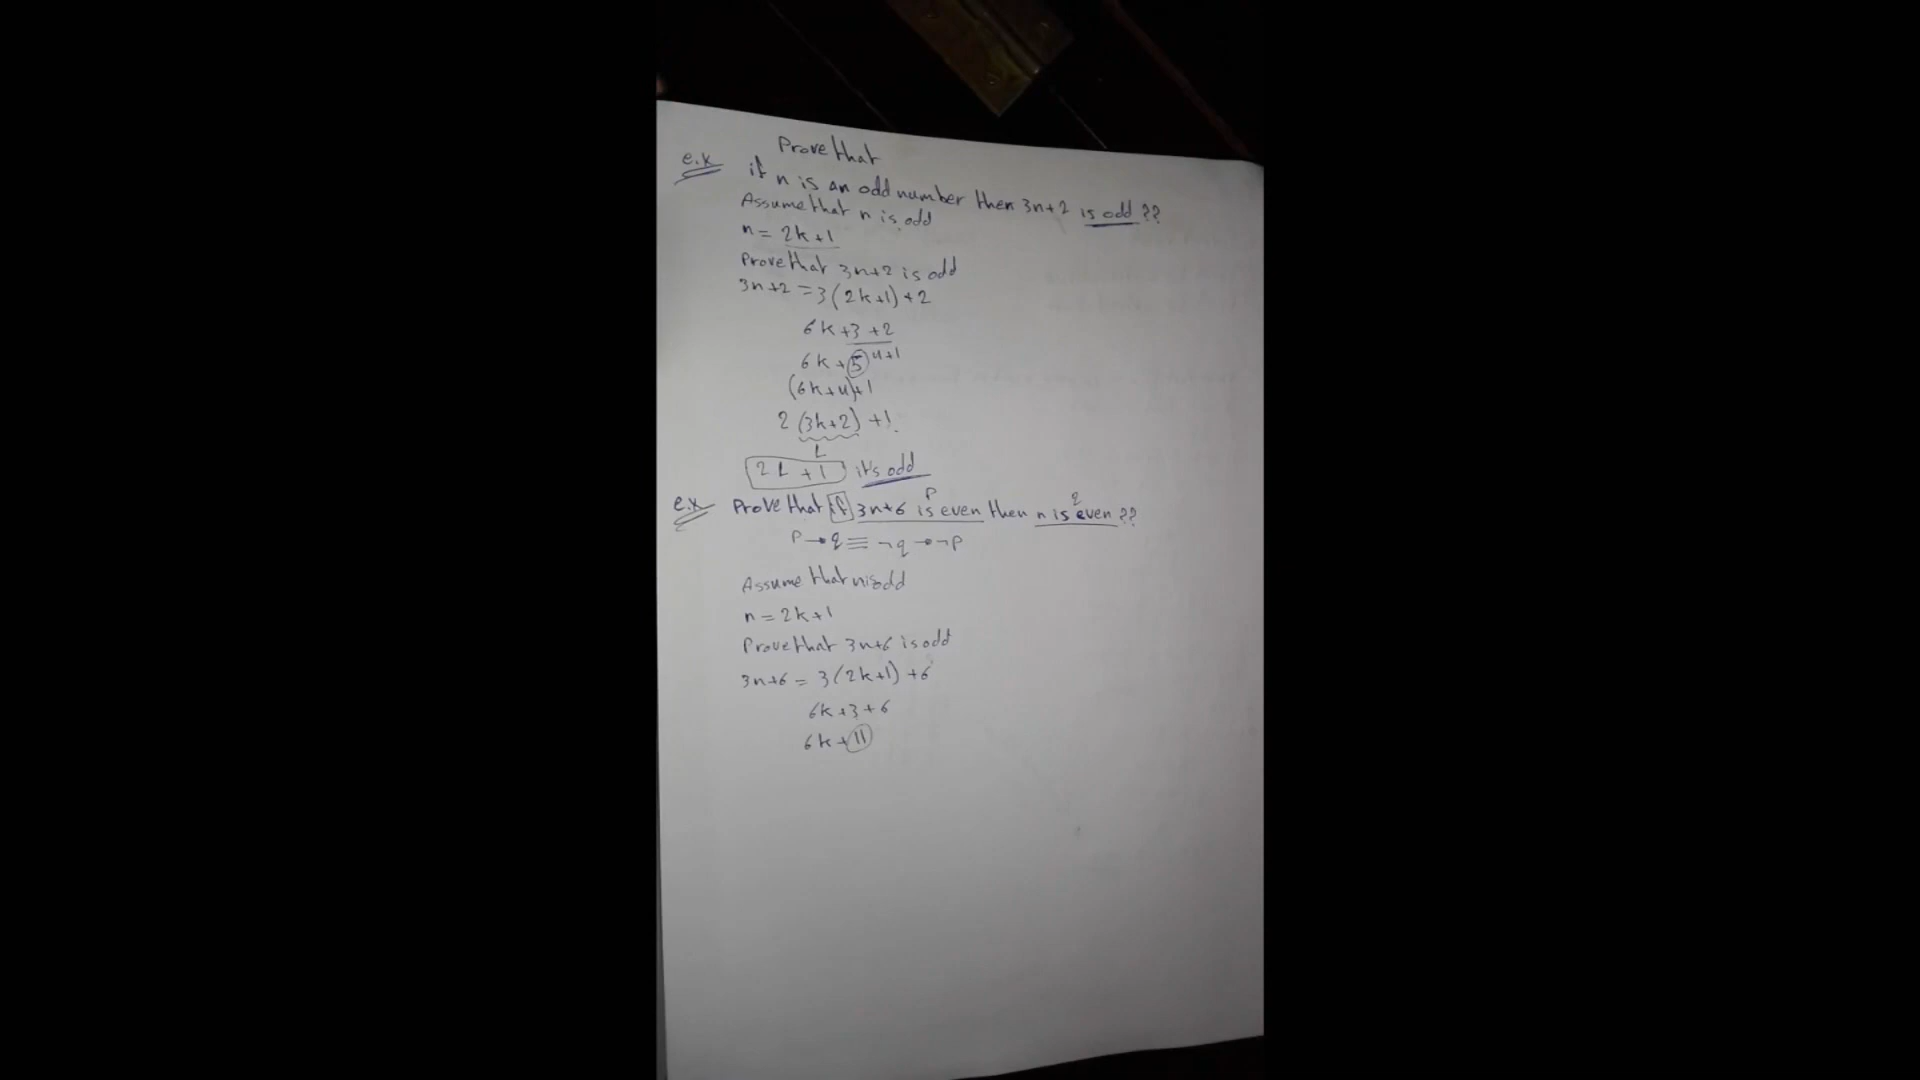 Prove that
e.x if n is an odd number then 3n+2 is odd ??
Assume that n is odd
n = 2k+1
Prove that 3n+2 is odd
3n+2 = 3(2k+1)+2
6k+3+2
6k+5 4+1
(6k+4)+1
2(3k+2)+1
L
2L+1 it's odd
e.x Prove that if 3n+6 is even then n is even ??
P q
P→q ≡ ¬q→¬P
Assume that n is odd
n = 2k+1
Prove that 3n+6 is odd
3n+6 = 3(2k+1)+6
6k+3+6
6k+11